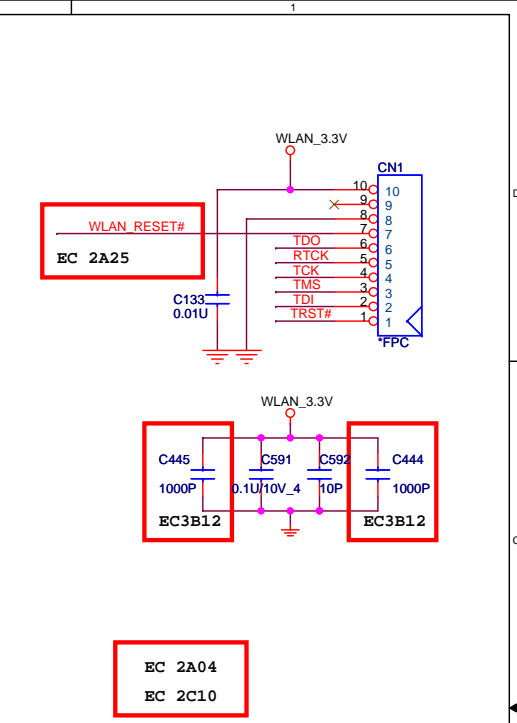 1
WLAN_3.3V
CN1
D
WLAN_RESET#
EC 2A25
10 10
9 9
8 8
7 7
TDO 6 6
RTCK 5 5
TCK 4 4
TMS 3 3
TDI 2 2
TRST# 1 1
C133
0.01U
*FPC
WLAN_3.3V
C445 C591 C592 C444
1000P 0.1U/10V_4 10P 1000P
EC3B12 EC3B12
C
EC 2A04
EC 2C10